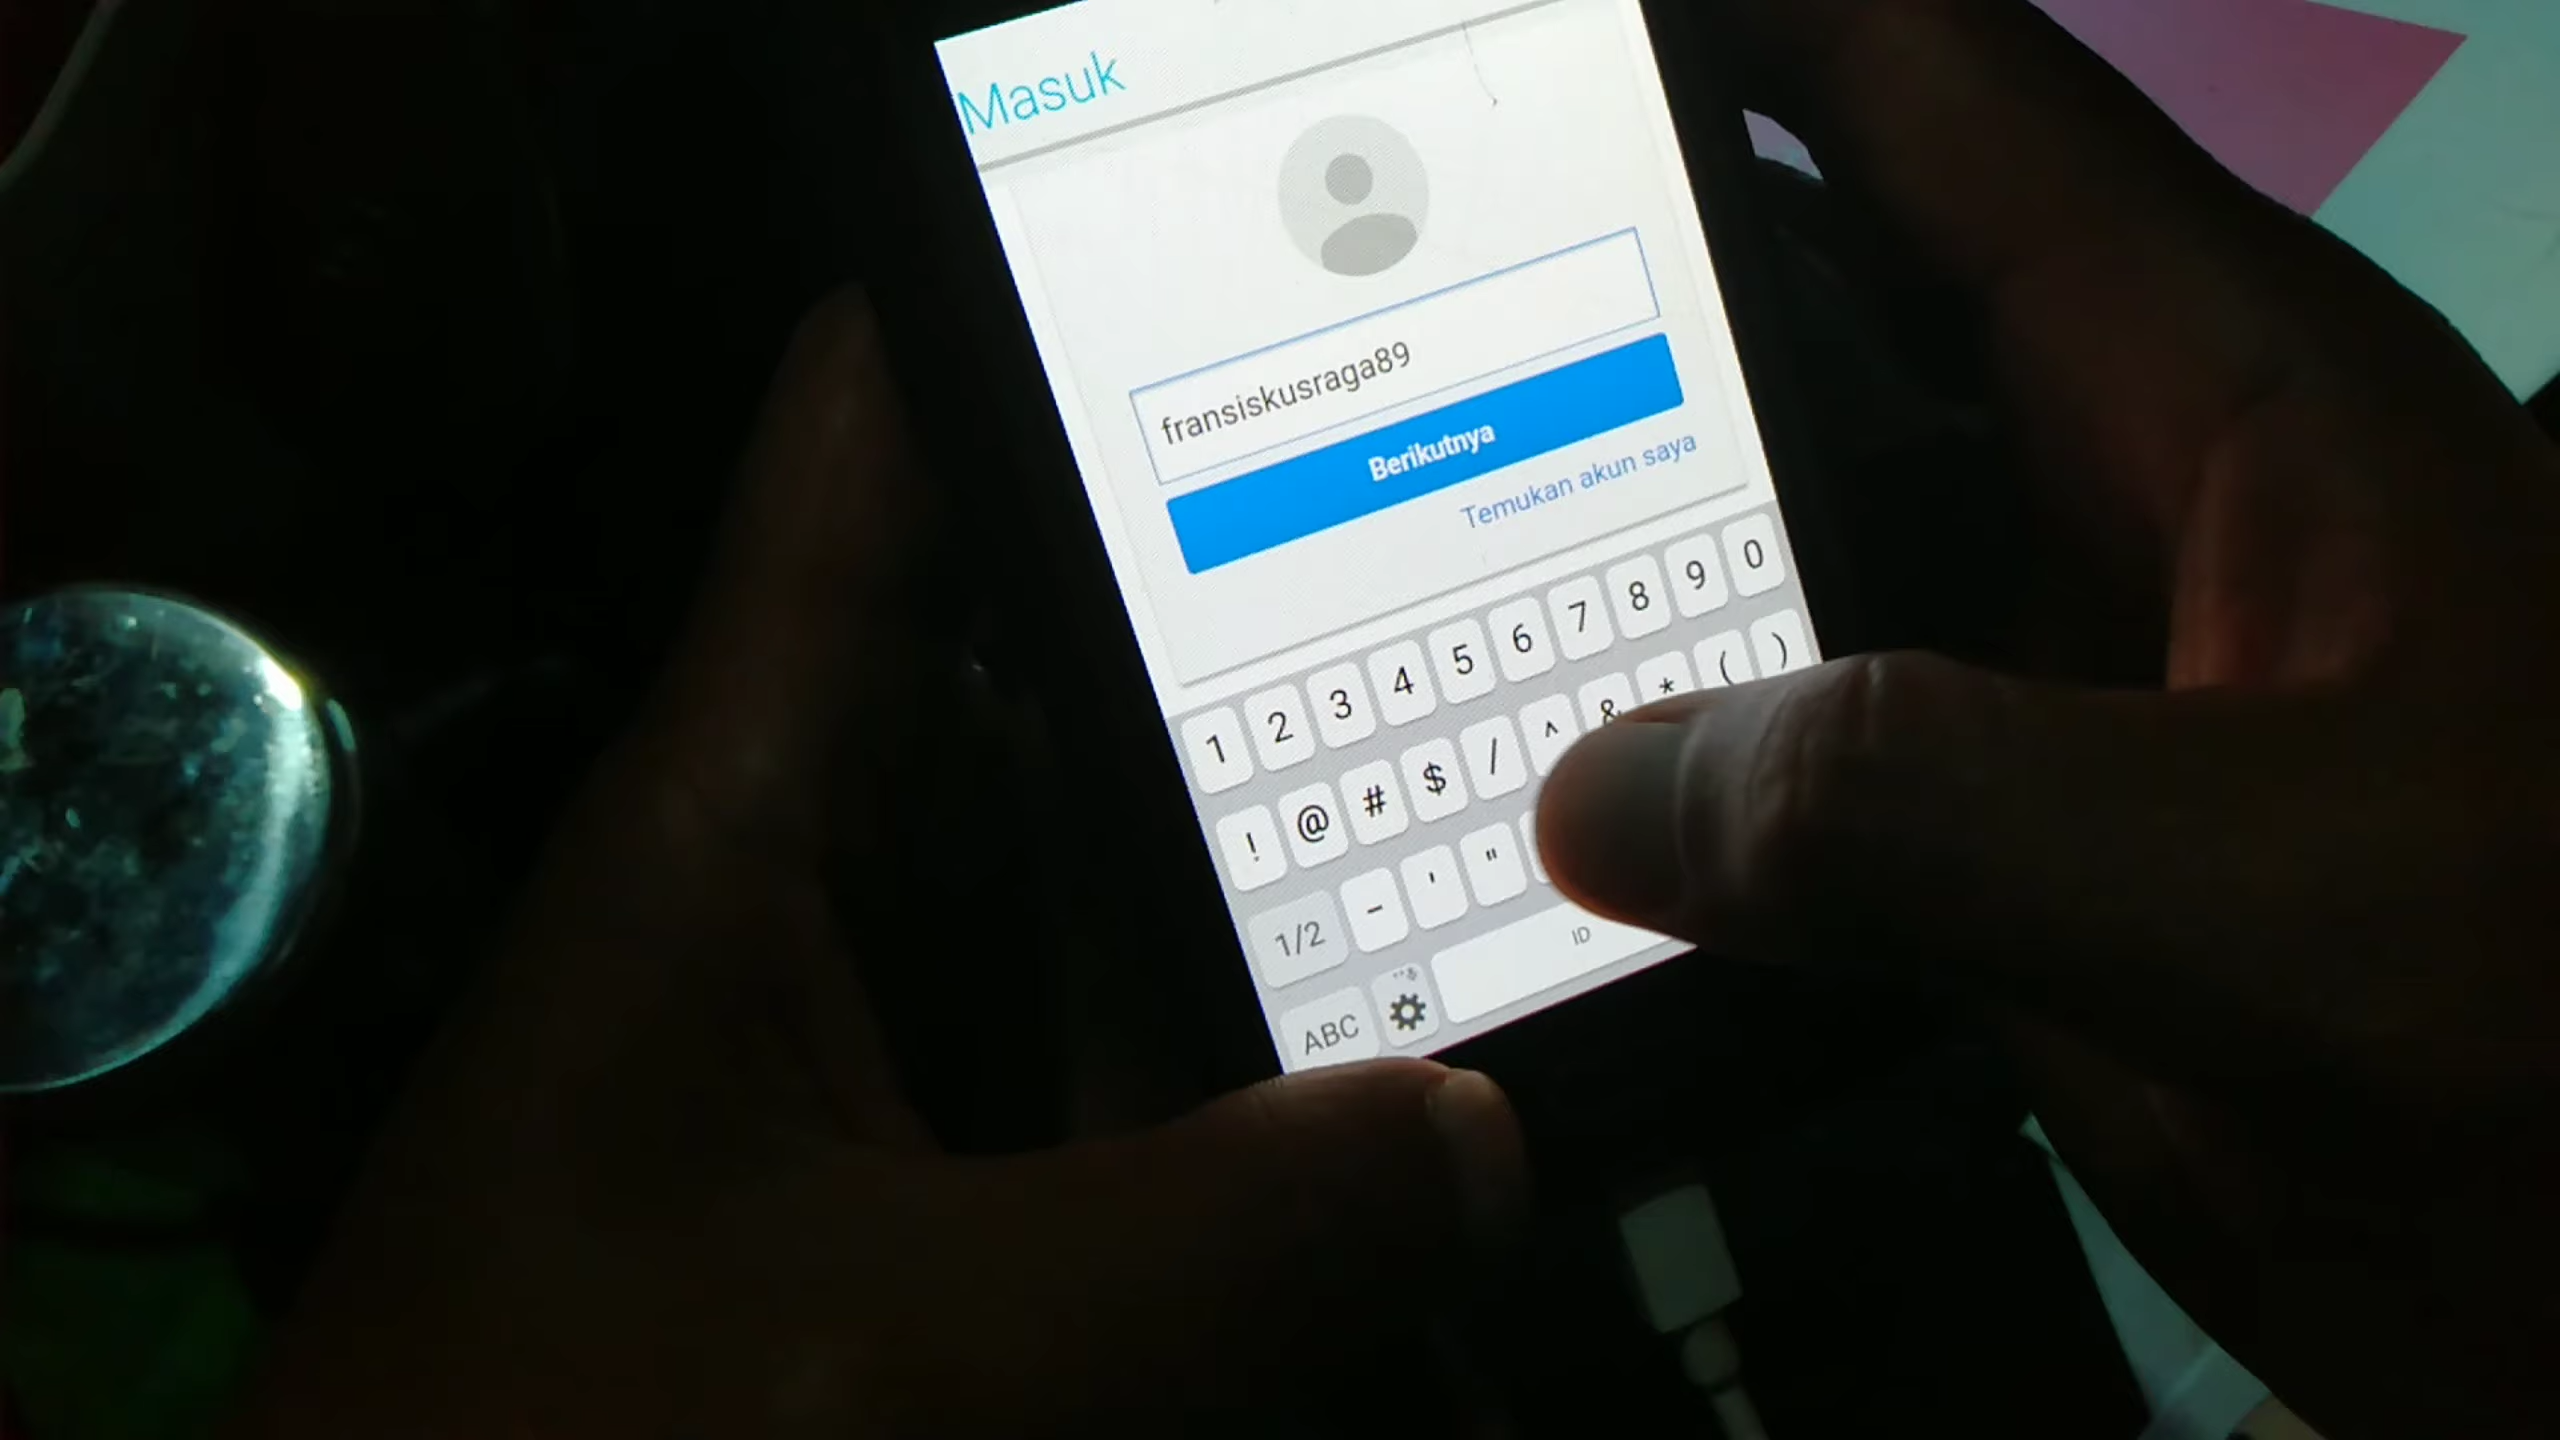 Masuk
fransiskusraga89
Berikutnya
Temukan akun saya
1 2 3 4 5 6 7 8 9 0
! @ # $ / ^ & * ( )
1/2 - ' "
ABC ID